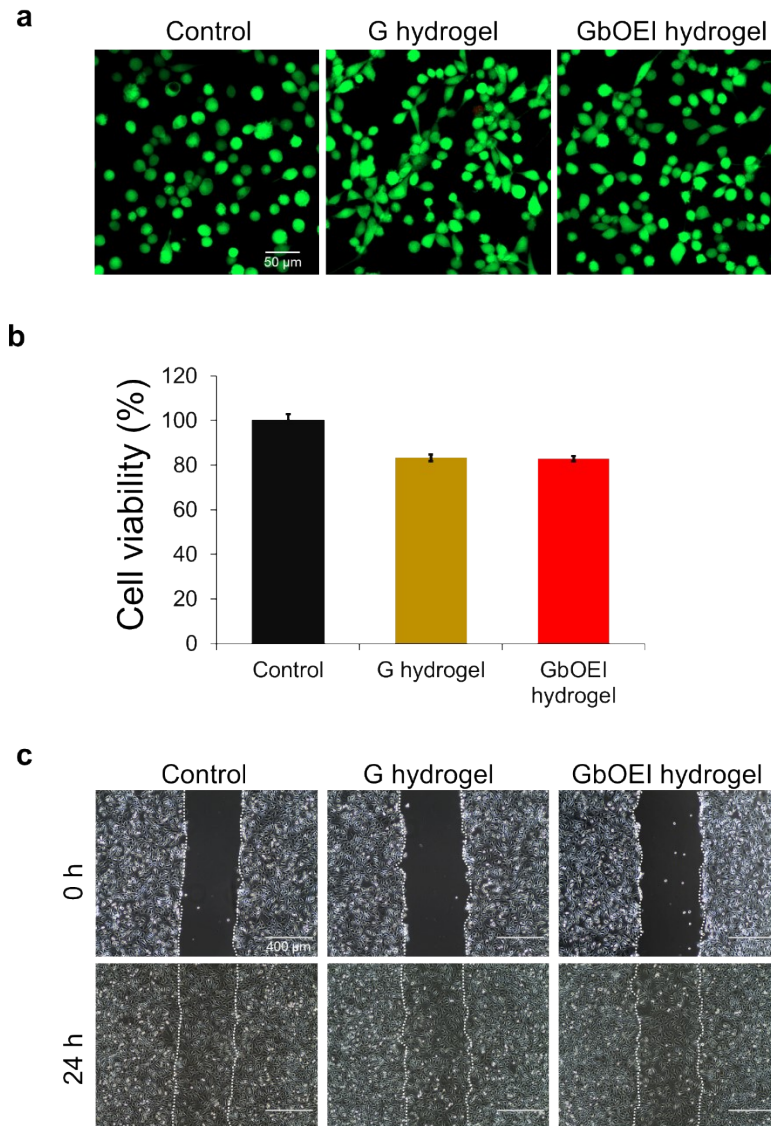 a
Control
G hydrogel
GbOEI hydrogel
50 µm
b
Cell viability (%)
120
100
80
60
40
20
0
Control
G hydrogel
GbOEI
hydrogel
c
Control
G hydrogel
GbOEI hydrogel
0 h
400 µm
24 h